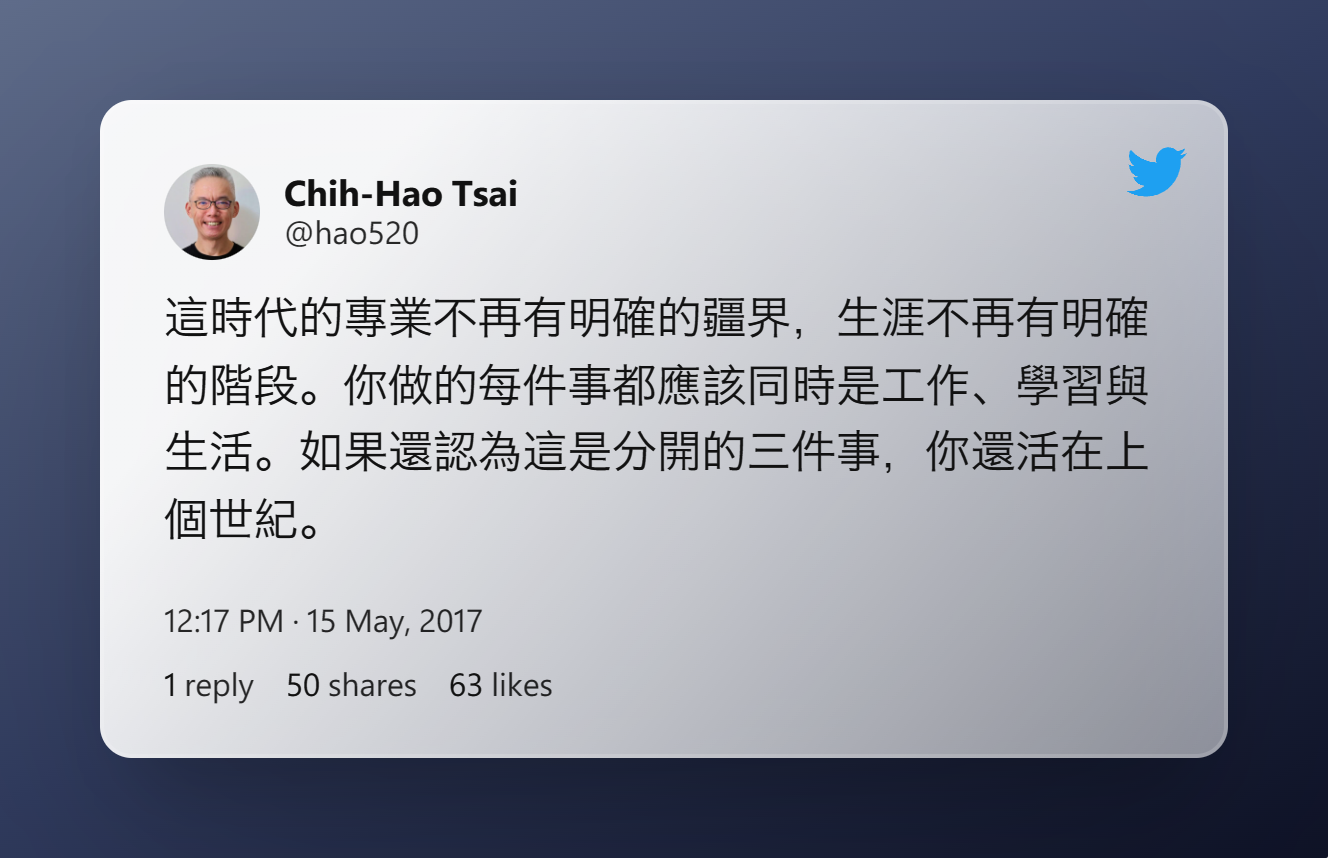 Chih-Hao Tsai
@hao520
這時代的專業不再有明確的疆界，生涯不再有明確
的階段。你做的每件事都應該同時是工作、學習與
生活。如果還認為這是分開的三件事，你還活在上
個世紀。
12:17 PM · 15 May, 2017
1 reply 50 shares 63 likes